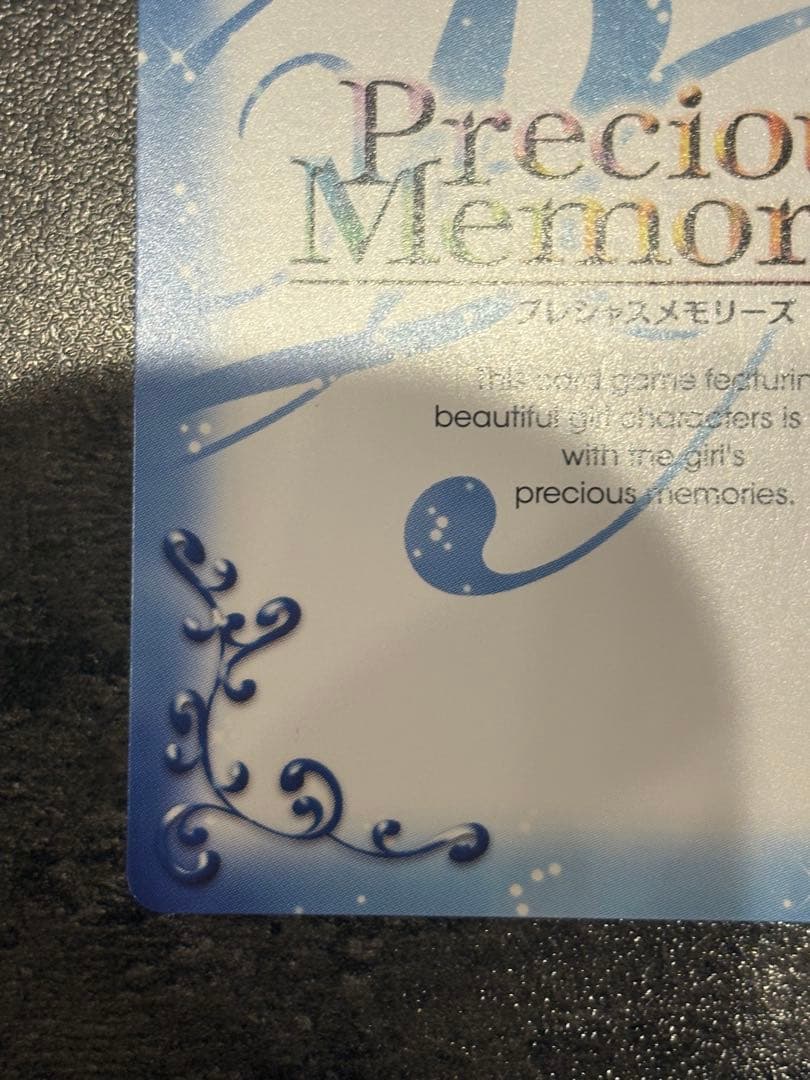 Preciou
Memor
プレシャスメモリーズ
This card game featurin
beautiful girl characters is
with the girl's
precious memories.